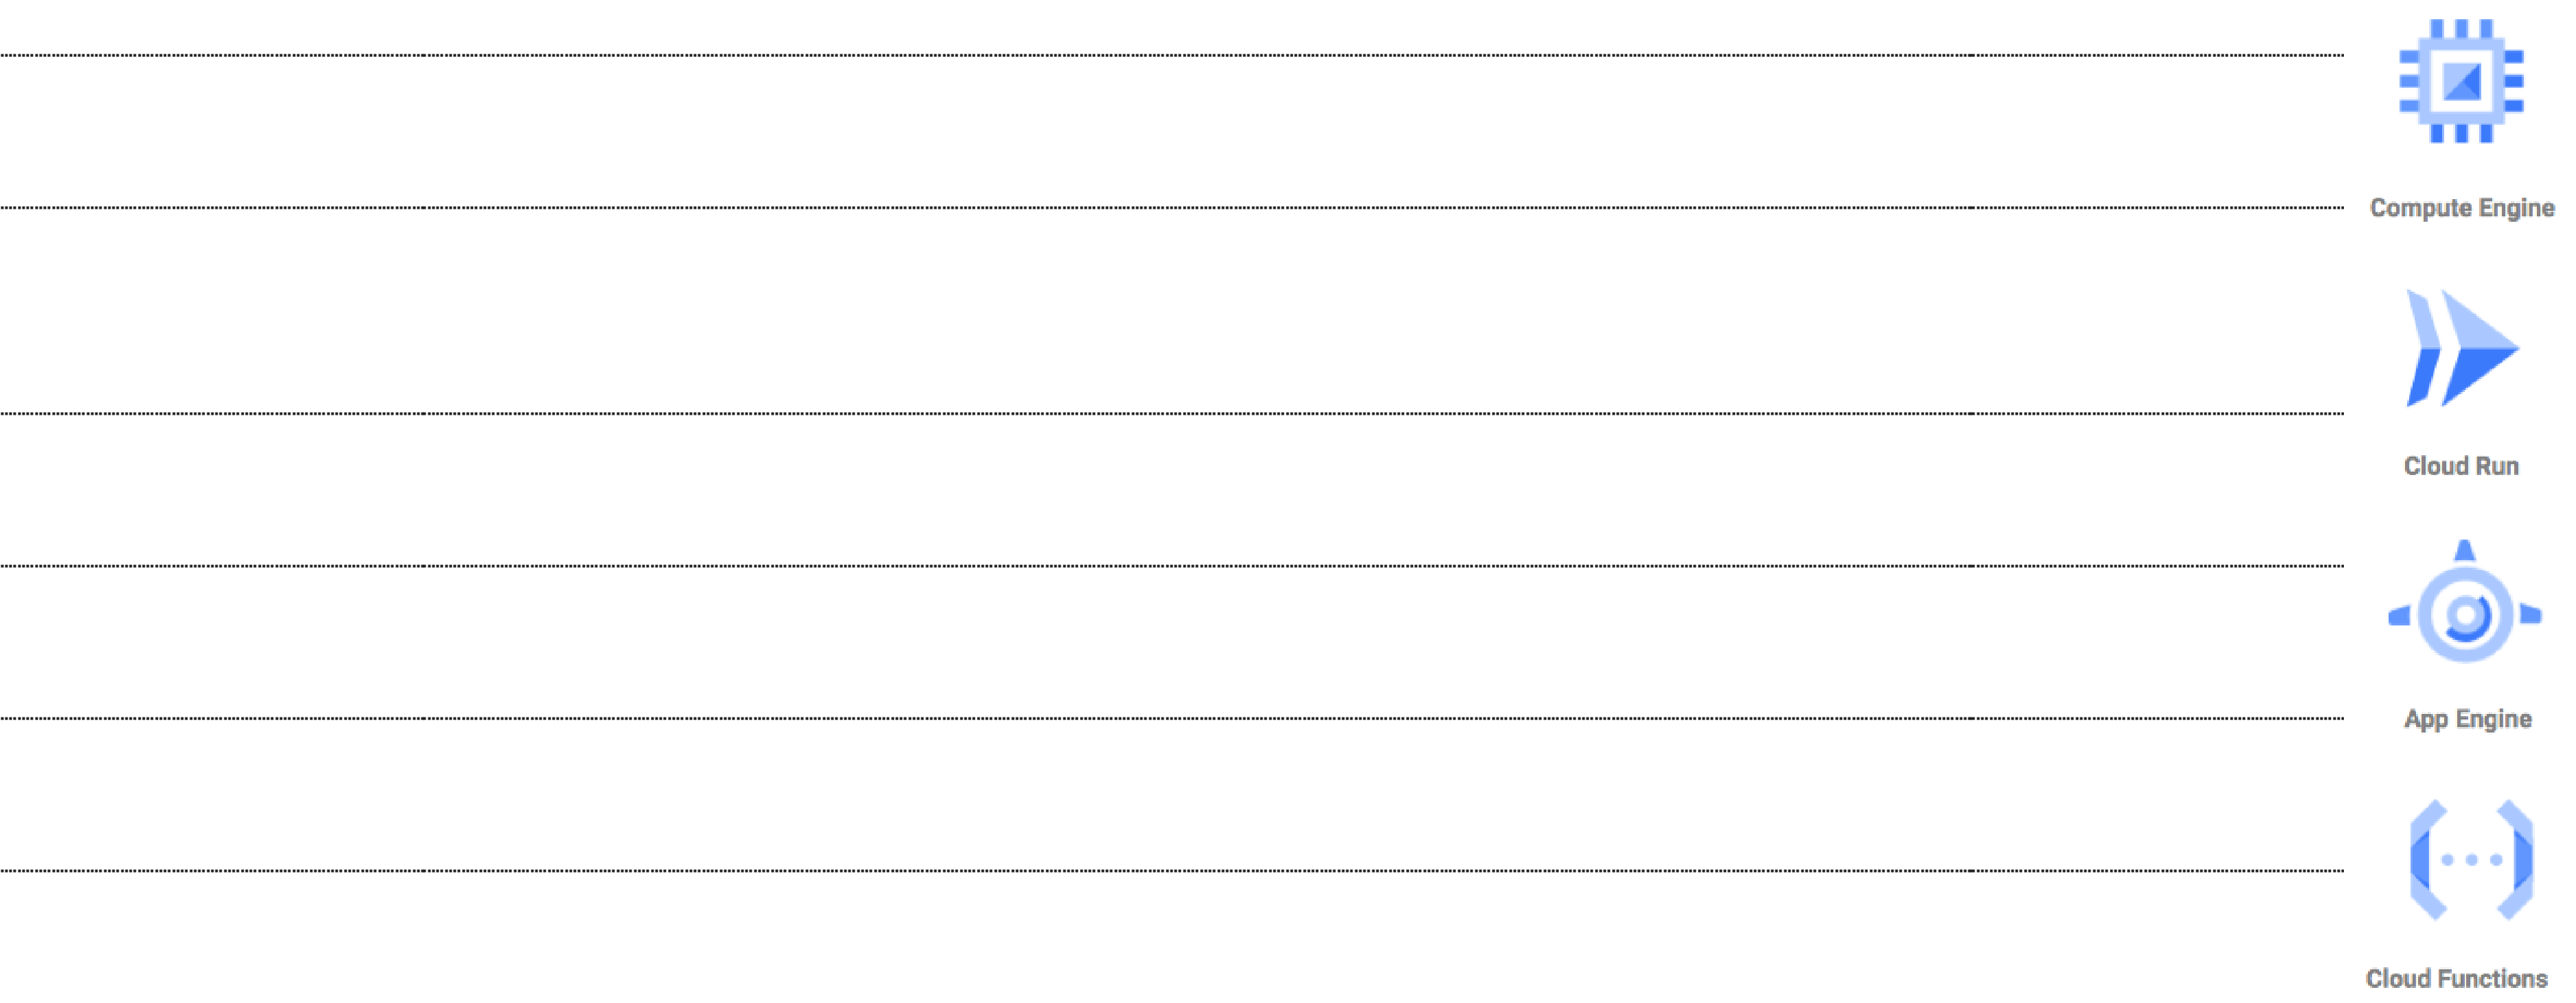 Compute Engine
Cloud Run
App Engine
Cloud Functions